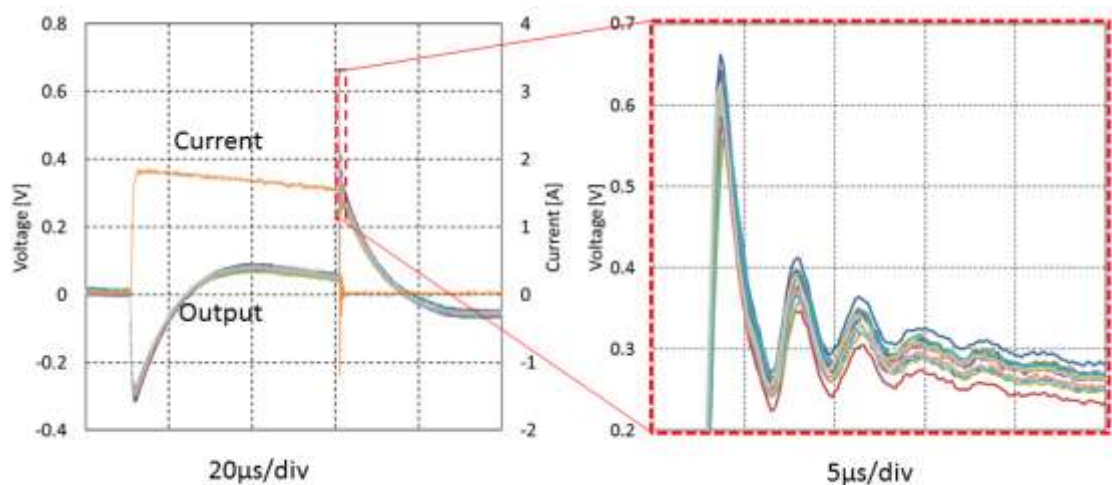 0.8
0.6
0.4
0.2
0
-0.2
-0.4
Voltage [V]
Current
Output
4
3
2
1
0
-1
-2
Current [A]
20μs/div
0.7
0.6
0.5
0.4
0.3
0.2
Voltage [V]
5μs/div